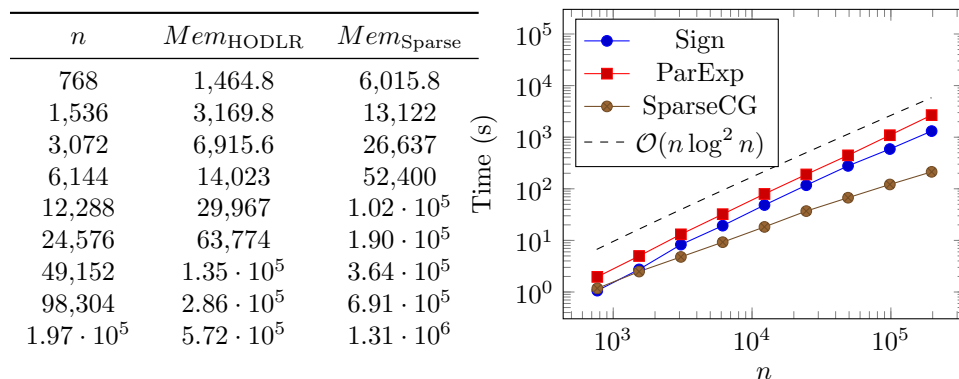 n Mem_HODLR Mem_Sparse
768 1,464.8 6,015.8
1,536 3,169.8 13,122
3,072 6,915.6 26,637
6,144 14,023 52,400
12,288 29,967 1.02 · 10^5
24,576 63,774 1.90 · 10^5
49,152 1.35 · 10^5 3.64 · 10^5
98,304 2.86 · 10^5 6.91 · 10^5
1.97 · 10^5 5.72 · 10^5 1.31 · 10^6
Time (s)
10^5
10^4
10^3
10^2
10^1
10^0
Sign
ParExp
SparseCG
O(n log^2 n)
10^3 10^4 10^5
n